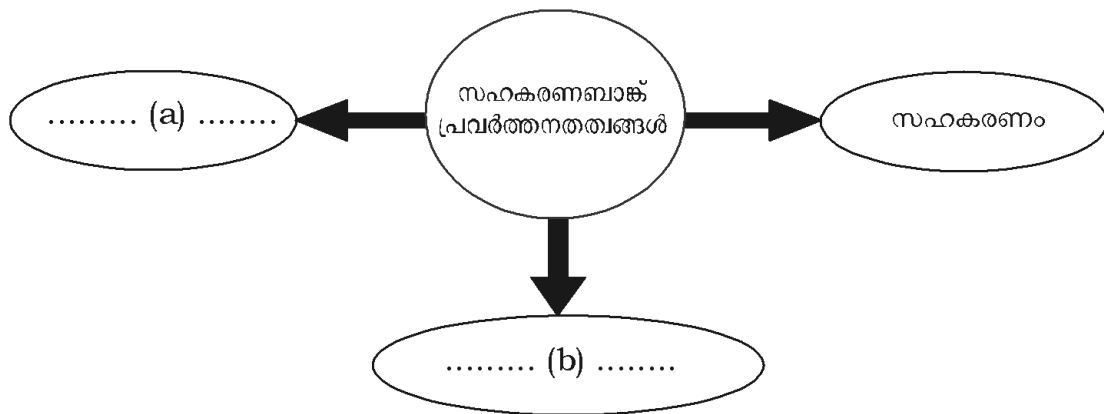 സഹകരണബാങ്ക്
പ്രവർത്തനതത്വങ്ങൾ
......... (a) ........
സഹകരണം
......... (b) ........